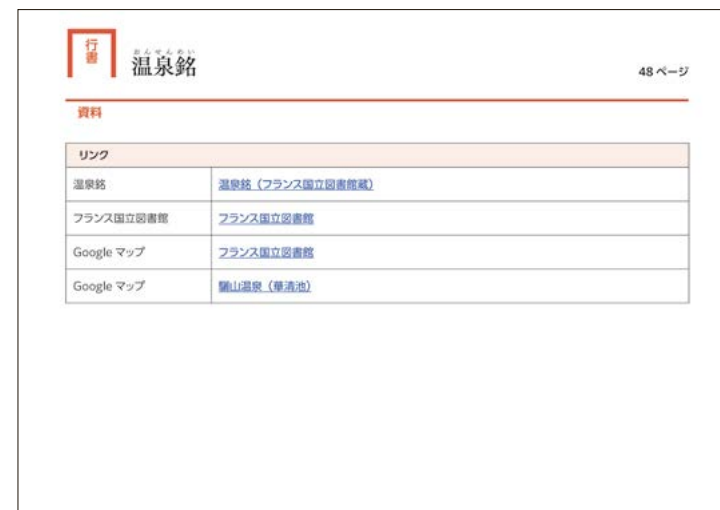 行書
おんせんめい
温泉銘
48 ページ
資料
リンク
温泉銘 温泉銘（フランス国立図書館蔵）
フランス国立図書館 フランス国立図書館
Google マップ フランス国立図書館
Google マップ 驪山温泉（華清池）